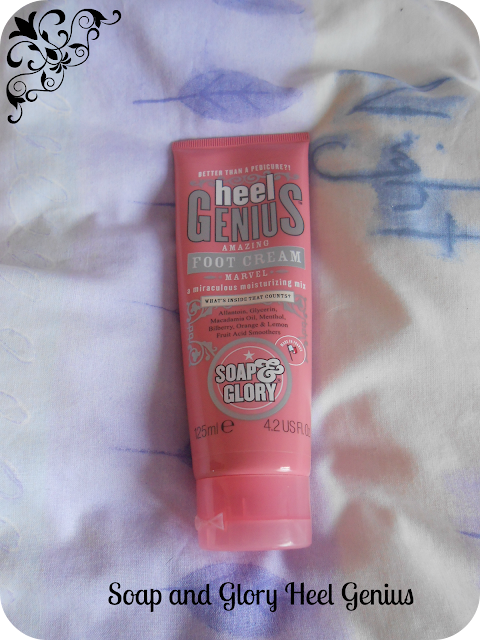 BETTER THAN A PEDICURE!!
heel
GENIUS
AMAZING
FOOT CREAM
MARVEL
a miraculous moisturizing mix
WHAT'S INSIDE THAT COUNTS?
Allantoin, Glycerin,
Macadamia Oil, Menthol,
Bilberry, Orange & Lemon
Fruit Acid Smoothers
SOAP &
GLORY
125ml e 4.2 US FL.Oz
Night
Soap and Glory Heel Genius